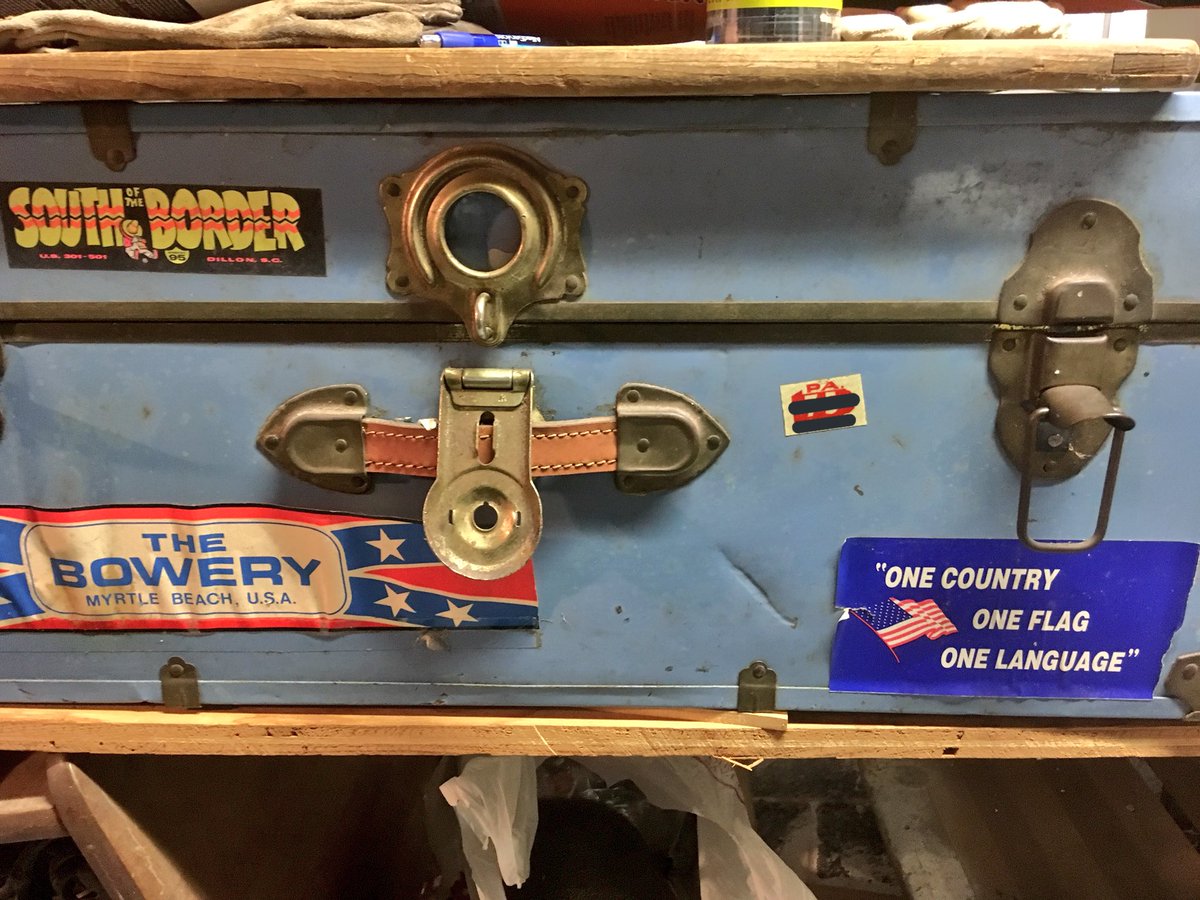 SOUTH OF THE BORDER
U.S. 301-501 95 DILLON, S.C.
PA.
THE
BOWERY
MYRTLE BEACH, U.S.A.
"ONE COUNTRY
ONE FLAG
ONE LANGUAGE"